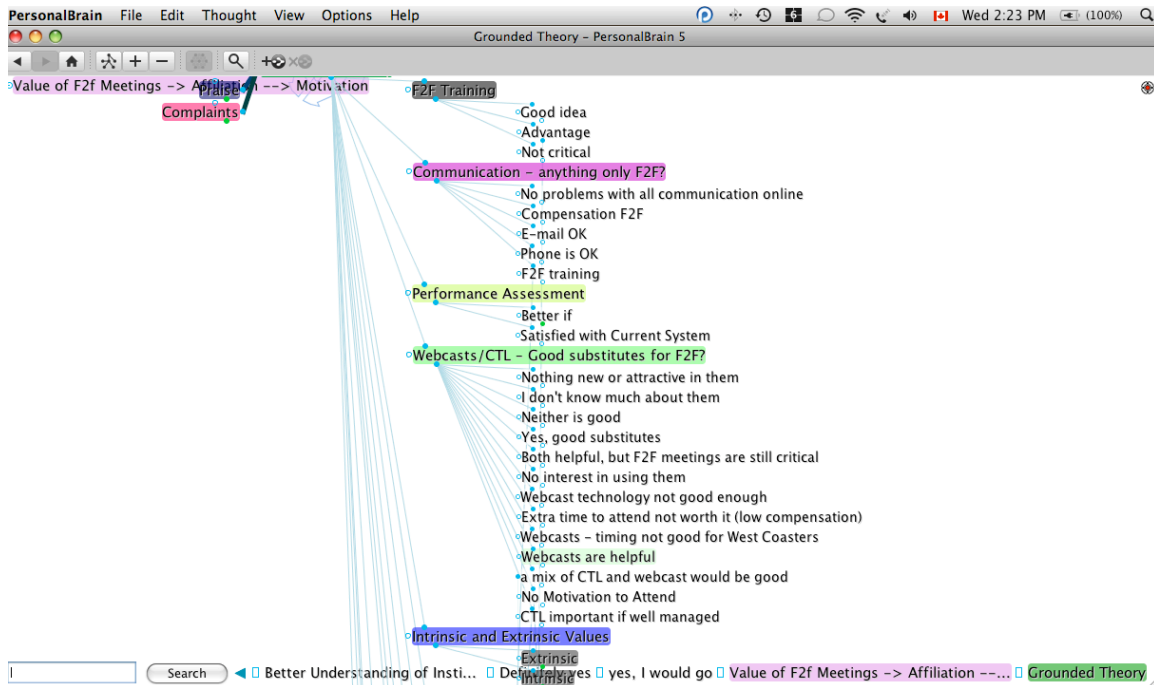 PersonalBrain File Edit Thought View Options Help 6 Wed 2:23 PM (100%)
Grounded Theory – PersonalBrain 5
Value of F2f Meetings -> Affiliation --> Motivation
Praise
Complaints
F2F Training
Good idea
Advantage
Not critical
Communication – anything only F2F?
No problems with all communication online
Compensation F2F
E-mail OK
Phone is OK
F2F training
Performance Assessment
Better if
Satisfied with Current System
Webcasts/CTL – Good substitutes for F2F?
Nothing new or attractive in them
I don't know much about them
Neither is good
Yes, good substitutes
Both helpful, but F2F meetings are still critical
No interest in using them
Webcast technology not good enough
Extra time to attend not worth it (low compensation)
Webcasts – timing not good for West Coasters
Webcasts are helpful
a mix of CTL and webcast would be good
No Motivation to Attend
CTL important if well managed
Intrinsic and Extrinsic Values
Extrinsic
Intrinsic
Search Better Understanding of Insti... Definitely yes yes, I would go Value of F2f Meetings -> Affiliation --... Grounded Theory